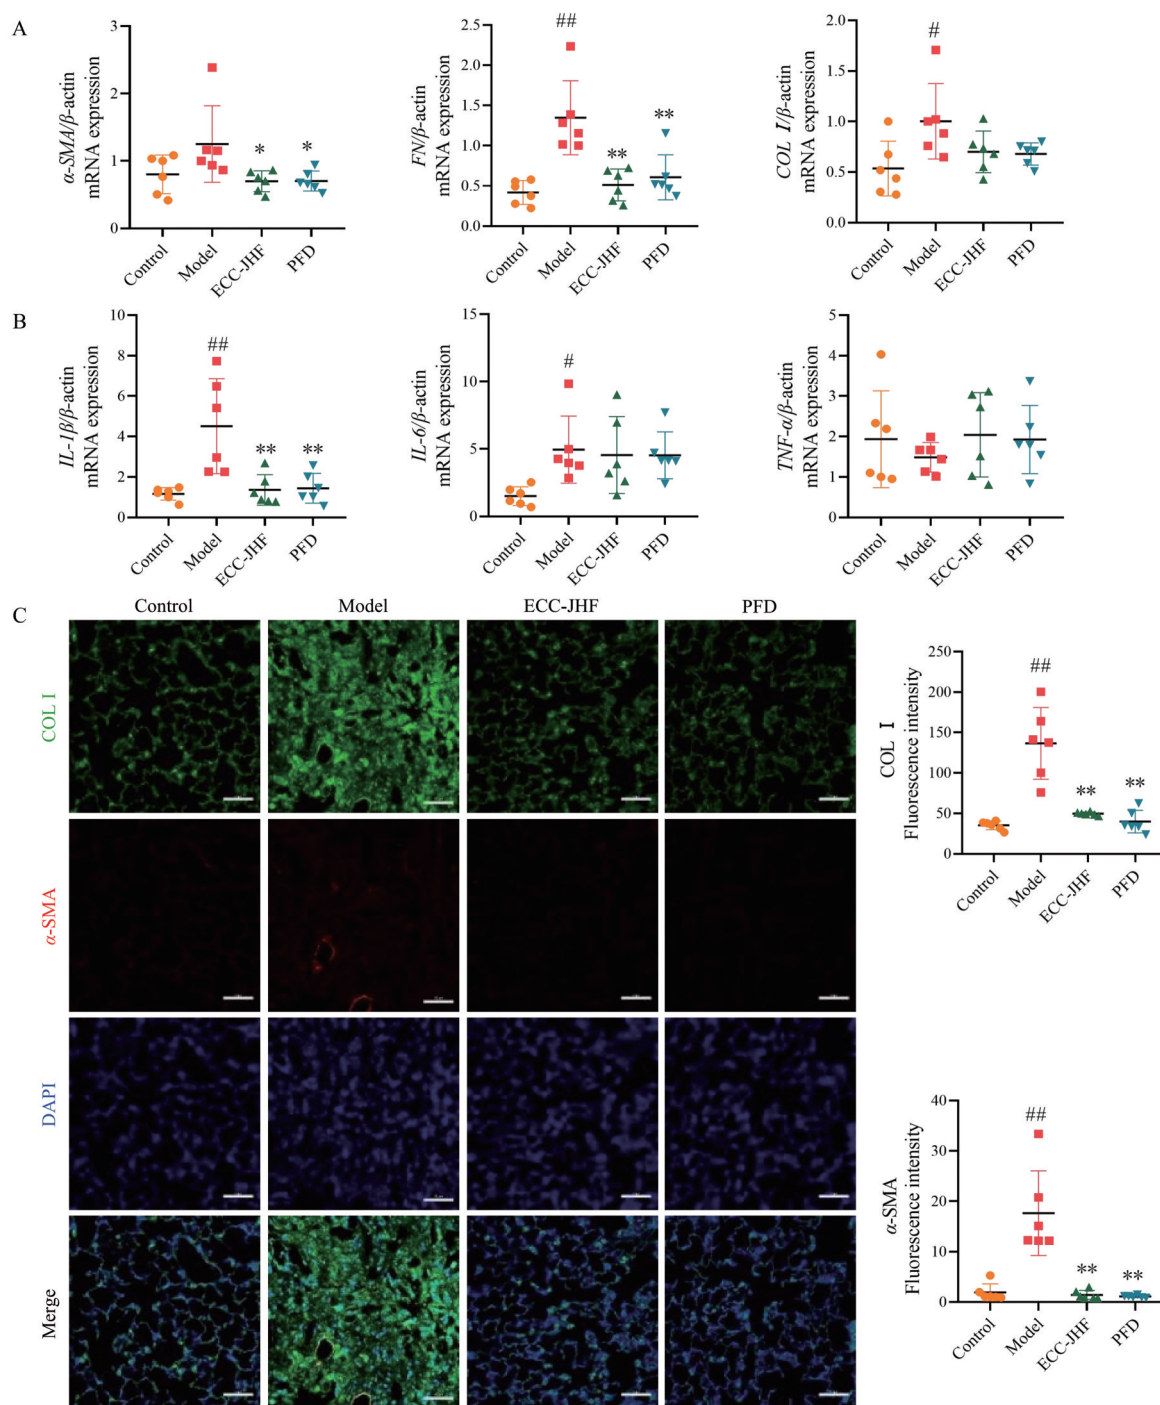 A
α-SMA/β-actin
mRNA expression
3
2
1
0
*
*
Control
Model
ECC-JHF
PFD
FN/β-actin
mRNA expression
2.5
2.0
1.5
1.0
0.5
0.0
##
**
**
Control
Model
ECC-JHF
PFD
COL I/β-actin
mRNA expression
2.0
1.5
1.0
0.5
0.0
#
Control
Model
ECC-JHF
PFD
B
IL-1β/β-actin
mRNA expression
10
8
6
4
2
0
##
**
**
Control
Model
ECC-JHF
PFD
IL-6/β-actin
mRNA expression
15
10
5
0
#
Control
Model
ECC-JHF
PFD
TNF-α/β-actin
mRNA expression
5
4
3
2
1
0
Control
Model
ECC-JHF
PFD
C
Control
Model
ECC-JHF
PFD
COL I
α-SMA
DAPI
Merge
COL I
Fluorescence intensity
250
200
150
100
50
0
##
**
**
Control
Model
ECC-JHF
PFD
α-SMA
Fluorescence intensity
40
30
20
10
0
##
**
**
Control
Model
ECC-JHF
PFD